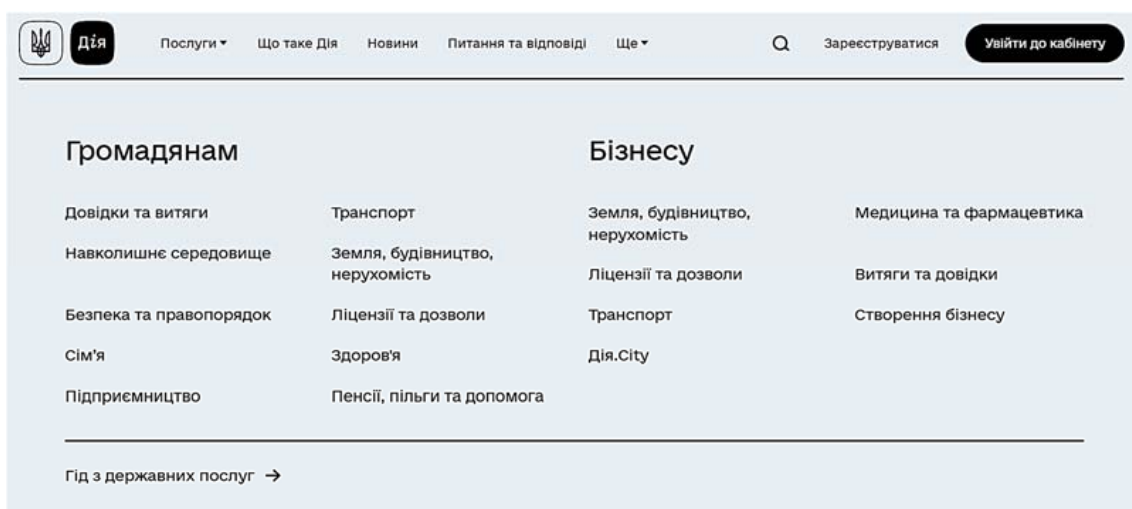 Дія
Послуги
Що таке Дія
Новини
Питання та відповіді
Ще
Зареєструватися
Увійти до кабінету
Громадянам
Довідки та витяги
Навколишнє середовище
Безпека та правопорядок
Сім'я
Підприємництво
Транспорт
Земля, будівництво,
нерухомість
Ліцензії та дозволи
Здоров'я
Пенсії, пільги та допомога
Бізнесу
Земля, будівництво,
нерухомість
Ліцензії та дозволи
Транспорт
Дія.City
Медицина та фармацевтика
Витяги та довідки
Створення бізнесу
Гід з державних послуг →